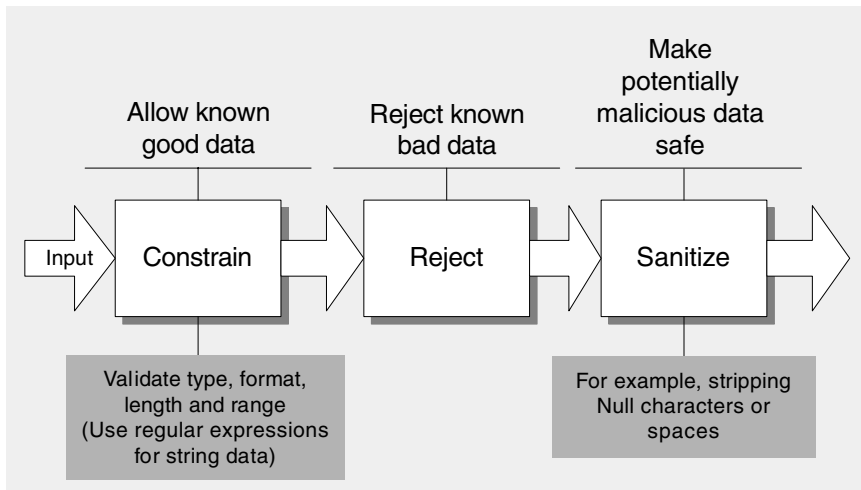 Allow known
good data
Reject known
bad data
Make
potentially
malicious data
safe
Input
Constrain
Reject
Sanitize
Validate type, format,
length and range
(Use regular expressions
for string data)
For example, stripping
Null characters or
spaces